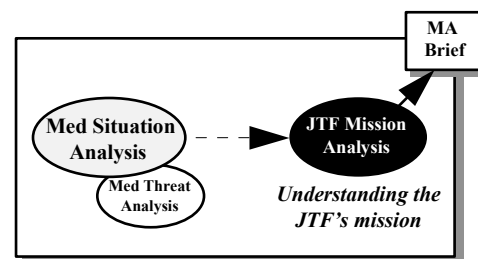 MA
Brief
Med Situation
Analysis
JTF Mission
Analysis
Med Threat
Analysis
Understanding the
JTF's mission